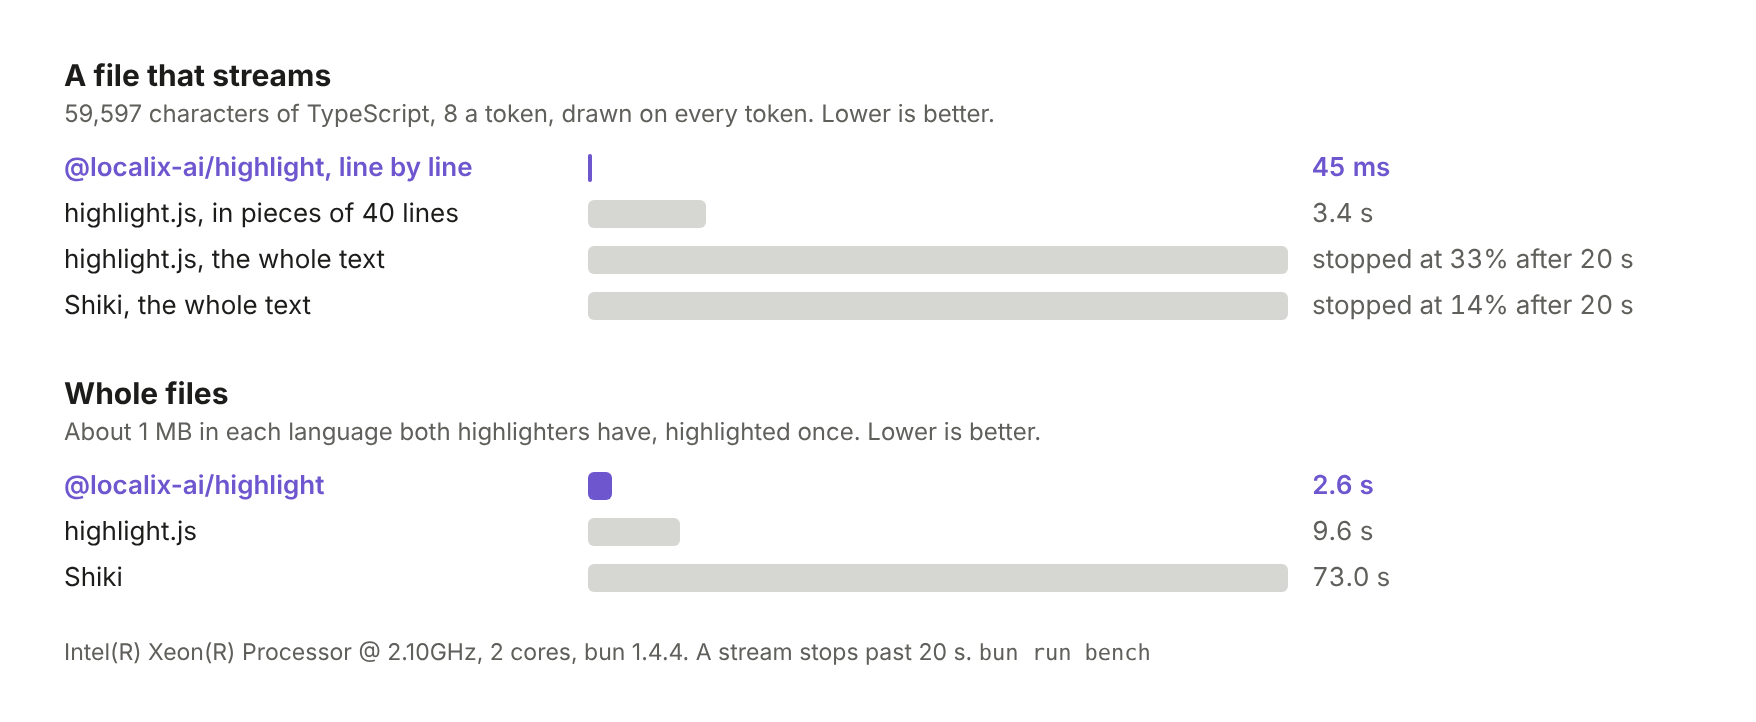 A file that streams
59,597 characters of TypeScript, 8 a token, drawn on every token. Lower is better.
@localix-ai/highlight, line by line 45 ms
highlight.js, in pieces of 40 lines 3.4 s
highlight.js, the whole text stopped at 33% after 20 s
Shiki, the whole text stopped at 14% after 20 s
Whole files
About 1 MB in each language both highlighters have, highlighted once. Lower is better.
@localix-ai/highlight 2.6 s
highlight.js 9.6 s
Shiki 73.0 s
Intel(R) Xeon(R) Processor @ 2.10GHz, 2 cores, bun 1.4.4. A stream stops past 20 s. bun run bench